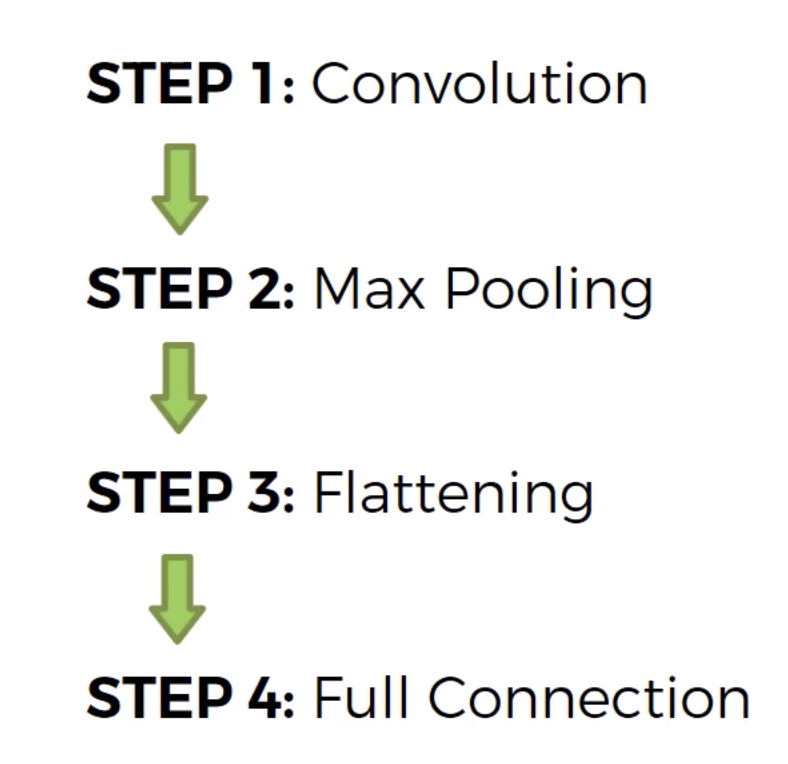 STEP 1: Convolution
STEP 2: Max Pooling
STEP 3: Flattening
STEP 4: Full Connection